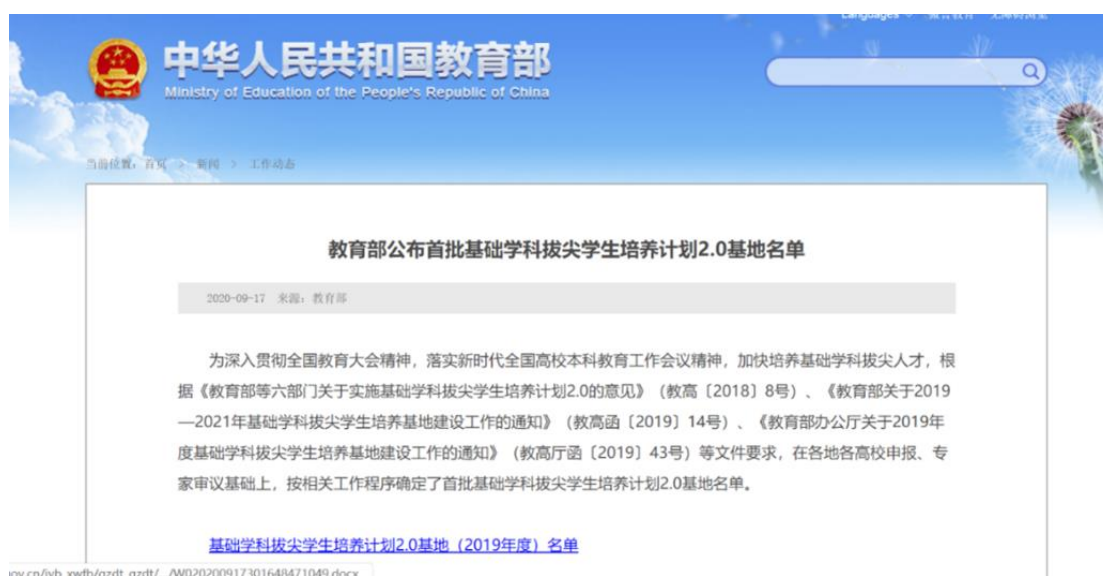 Languages
中华人民共和国教育部
Ministry of Education of the People's Republic of China
当前位置：首页 > 新闻 > 工作动态
教育部公布首批基础学科拔尖学生培养计划2.0基地名单
2020-09-17 来源：教育部
为深入贯彻全国教育大会精神，落实新时代全国高校本科教育工作会议精神，加快培养基础学科拔尖人才，根
据《教育部等六部门关于实施基础学科拔尖学生培养计划2.0的意见》（教高〔2018〕8号）、《教育部关于2019
—2021年基础学科拔尖学生培养基地建设工作的通知》（教高函〔2019〕14号）、《教育部办公厅关于2019年
度基础学科拔尖学生培养基地建设工作的通知》（教高厅函〔2019〕43号）等文件要求，在各地各高校申报、专
家审议基础上，按相关工作程序确定了首批基础学科拔尖学生培养计划2.0基地名单。
基础学科拔尖学生培养计划2.0基地（2019年度）名单